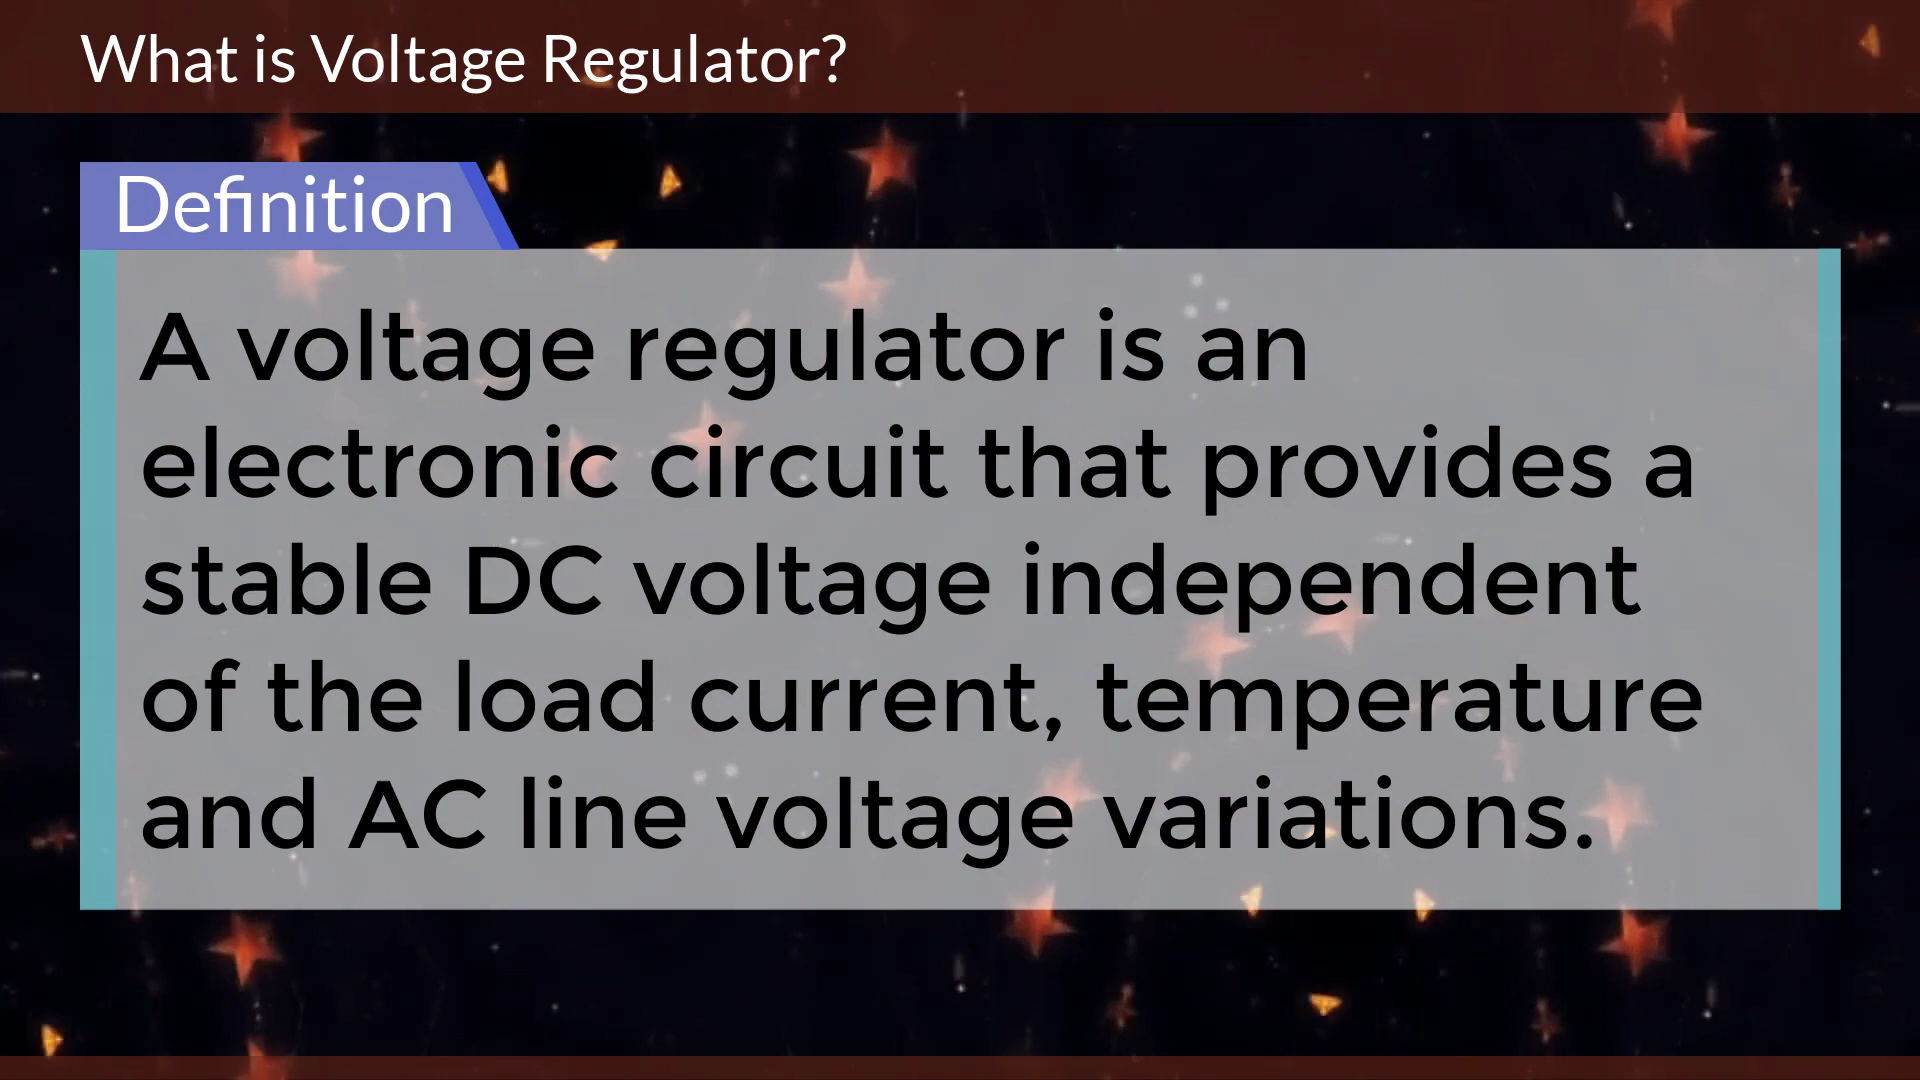 What is Voltage Regulator?
Definition
A voltage regulator is an
electronic circuit that provides a
stable DC voltage independent
of the load current, temperature
and AC line voltage variations.